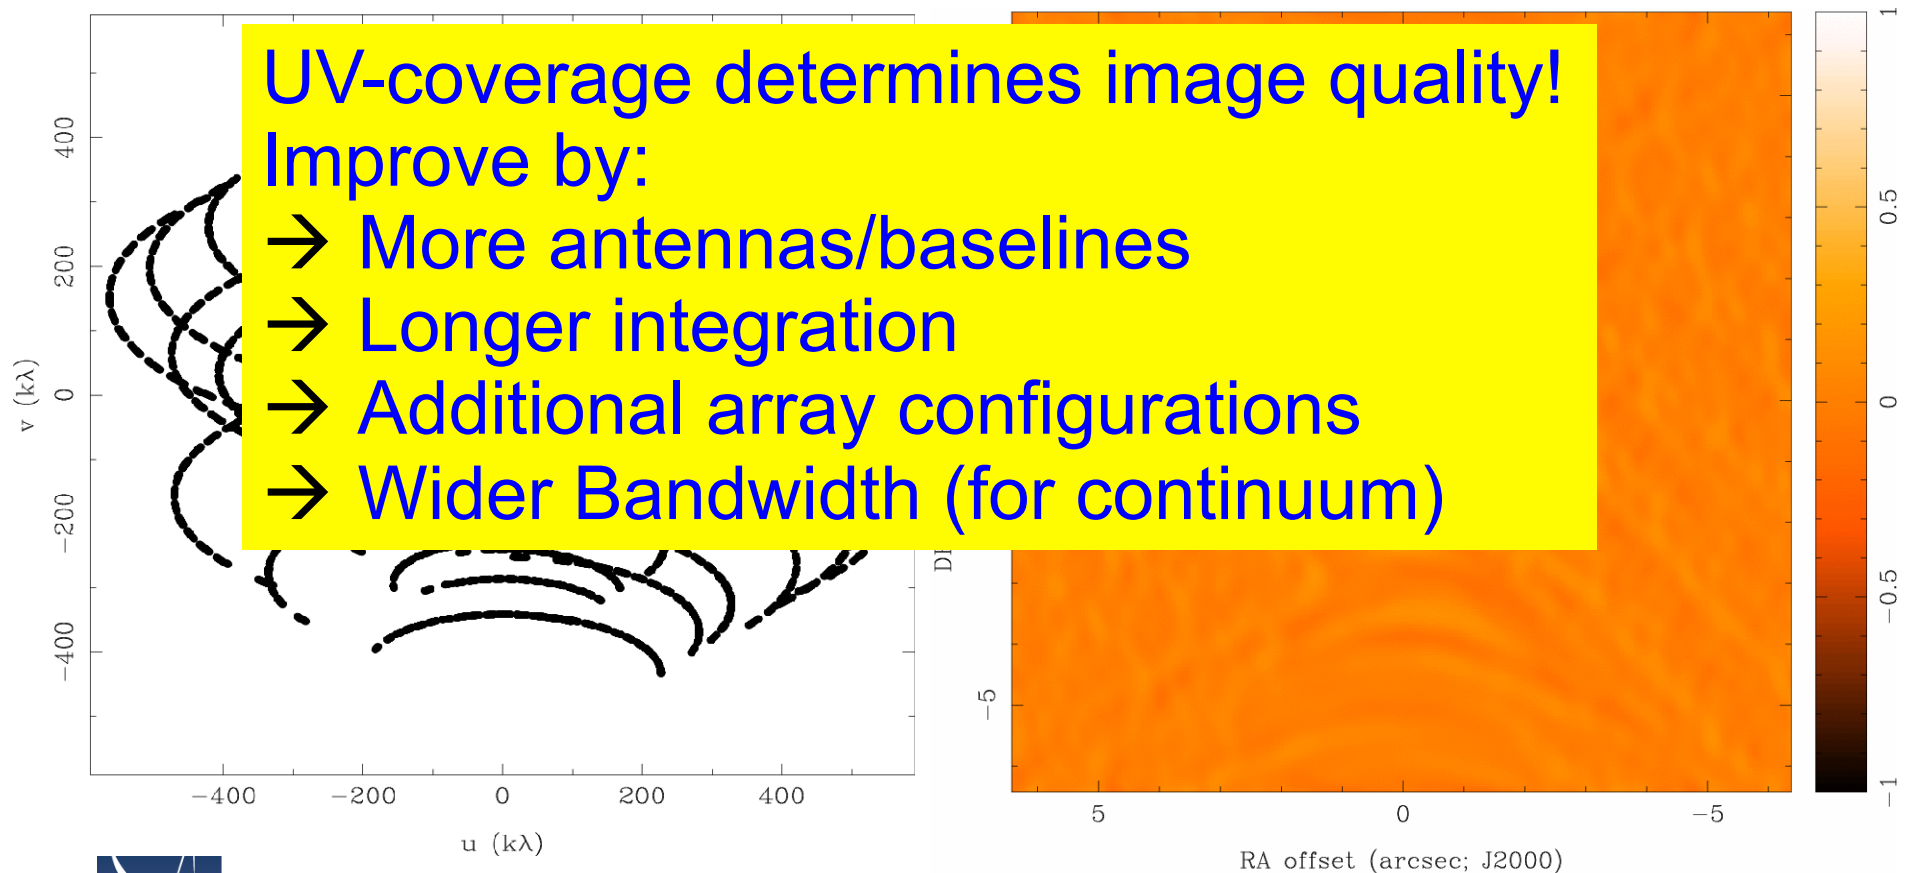 UV-coverage determines image quality!
Improve by:
→ More antennas/baselines
→ Longer integration
→ Additional array configurations
→ Wider Bandwidth (for continuum)
v (kλ)
400
200
0
−200
−400
−400 −200 0 200 400
u (kλ)
−5
5 0 −5
RA offset (arcsec; J2000)
1
0.5
0
−0.5
−1